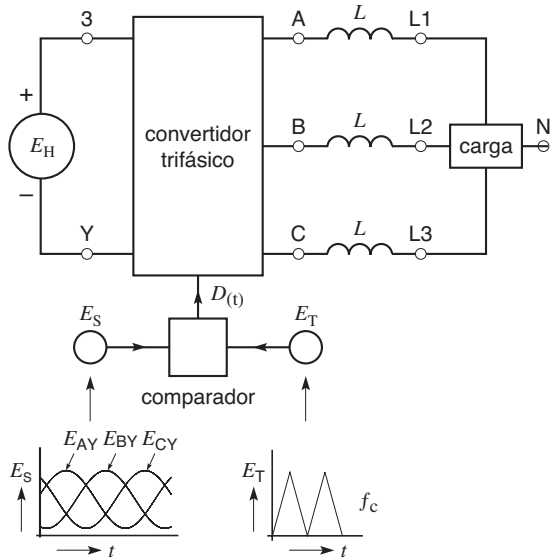 3 A L L1
+ B L L2 N
E_H convertidor trifásico carga
−
Y C L L3
D(t)
E_S E_T
comparador
E_AY E_BY E_CY
E_S t
E_T f_c t